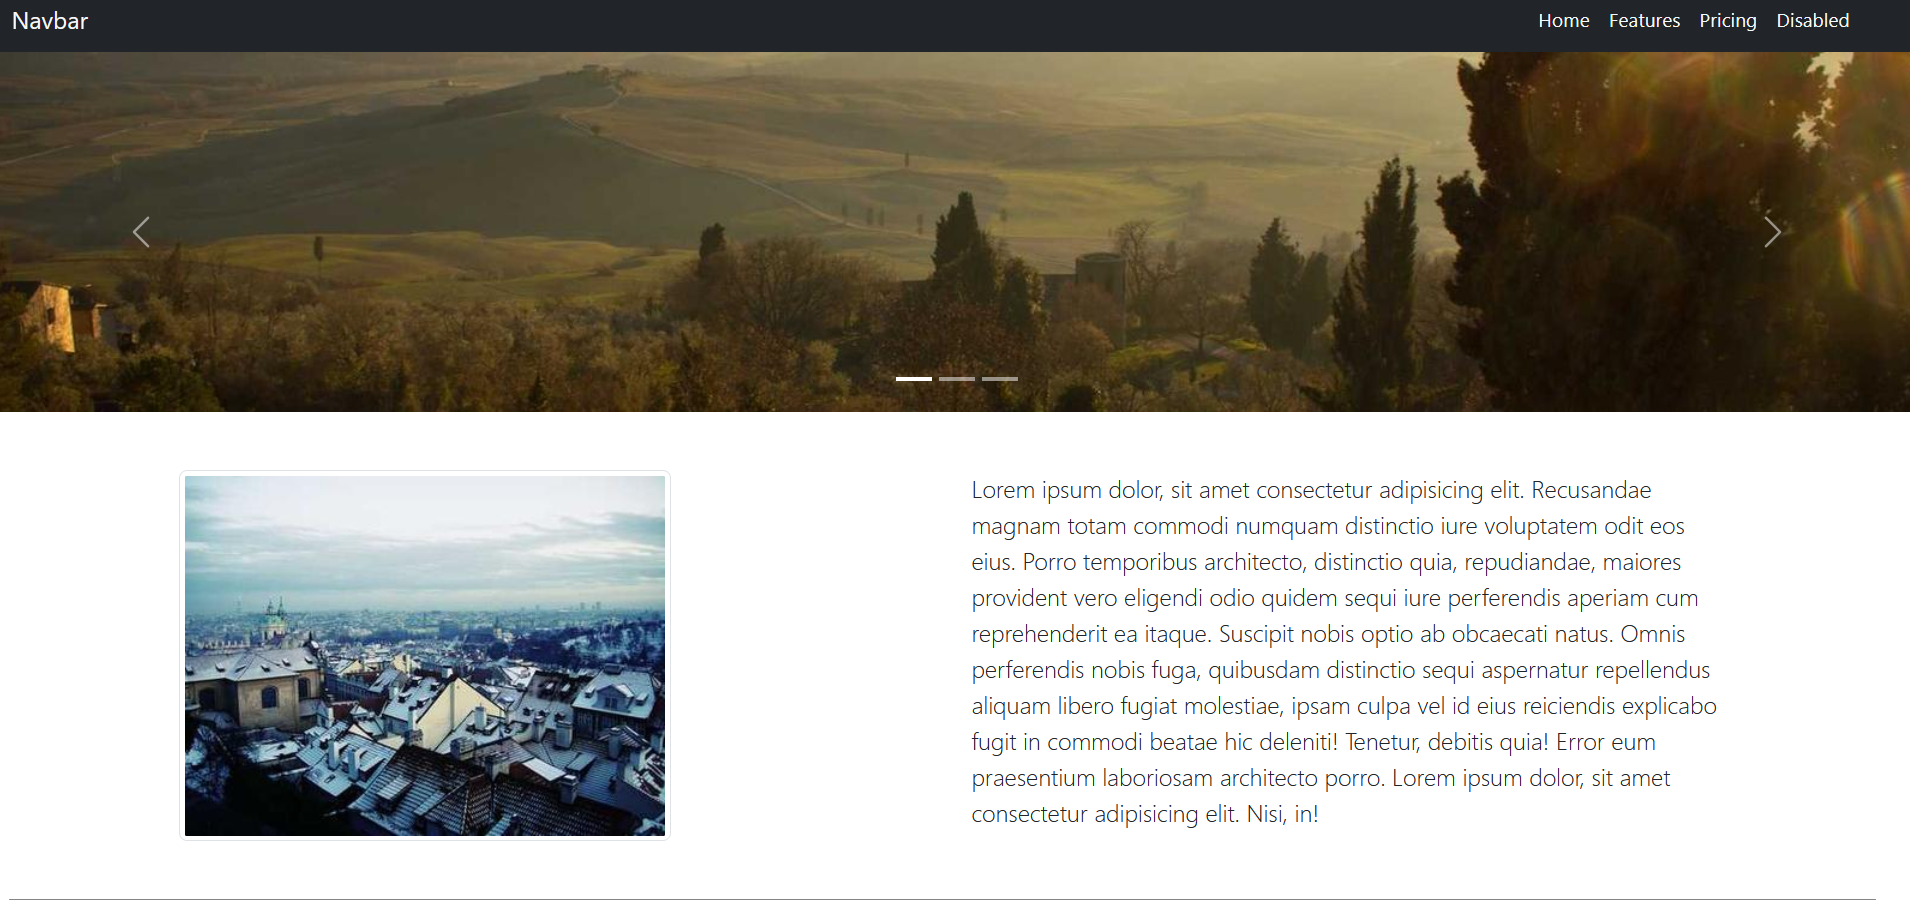 Navbar
Home Features Pricing Disabled
Lorem ipsum dolor, sit amet consectetur adipisicing elit. Recusandae
magnam totam commodi numquam distinctio iure voluptatem odit eos
eius. Porro temporibus architecto, distinctio quia, repudiandae, maiores
provident vero eligendi odio quidem sequi iure perferendis aperiam cum
reprehenderit ea itaque. Suscipit nobis optio ab obcaecati natus. Omnis
perferendis nobis fuga, quibusdam distinctio sequi aspernatur repellendus
aliquam libero fugiat molestiae, ipsam culpa vel id eius reiciendis explicabo
fugit in commodi beatae hic deleniti! Tenetur, debitis quia! Error eum
praesentium laboriosam architecto porro. Lorem ipsum dolor, sit amet
consectetur adipisicing elit. Nisi, in!